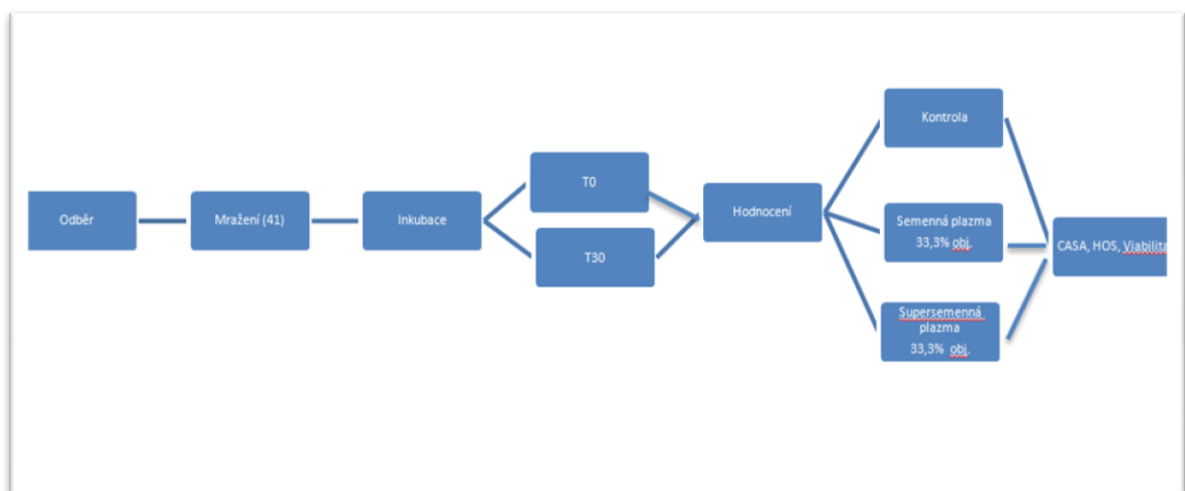 Odběr
Mražení (41)
Inkubace
T0
T30
Hodnocení
Kontrola
Semenná plazma
33,3% obj.
Supersemenná
plazma
33,3% obj.
CASA, HOS, Viabilita